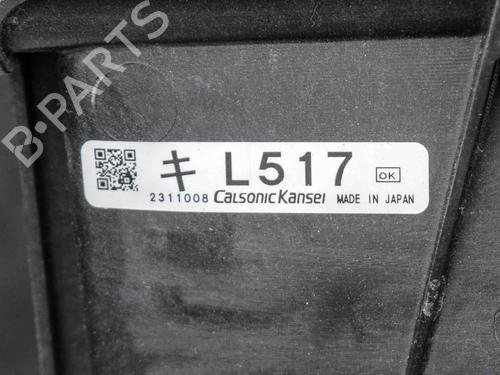 B-PARTS
キ L517 OK
2311008 CalsonicKansei MADE IN JAPAN